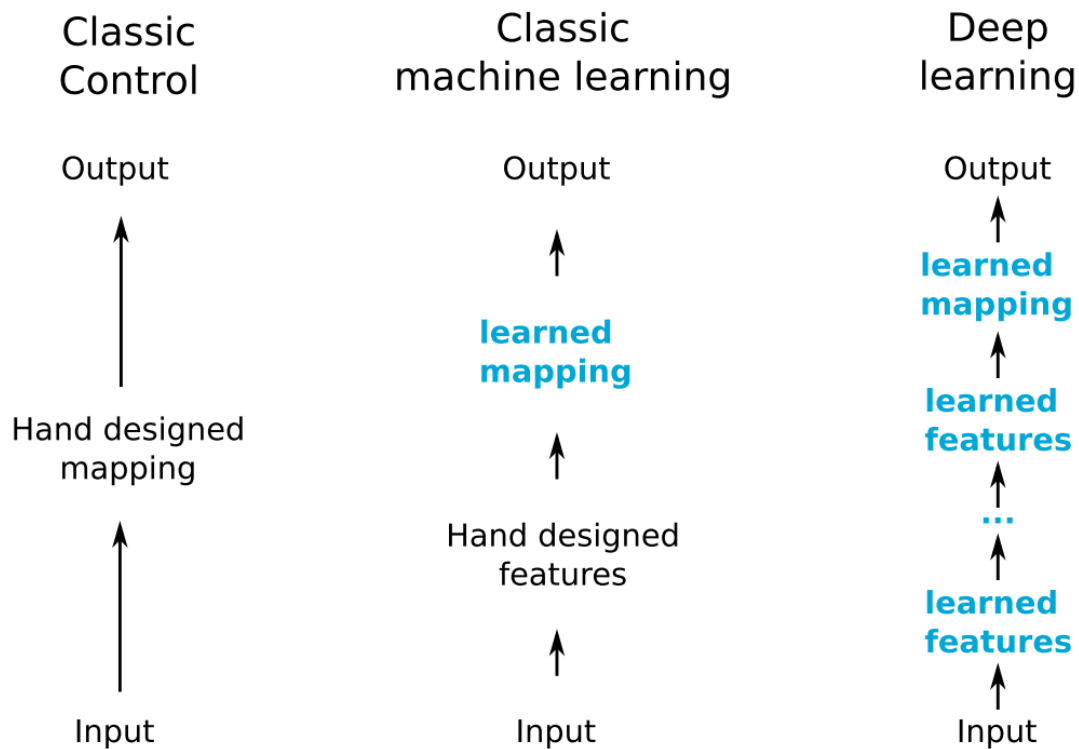 Classic
Control
Output
Hand designed
mapping
Input
Classic
machine learning
Output
learned
mapping
Hand designed
features
Input
Deep
learning
Output
learned
mapping
learned
features
...
learned
features
Input